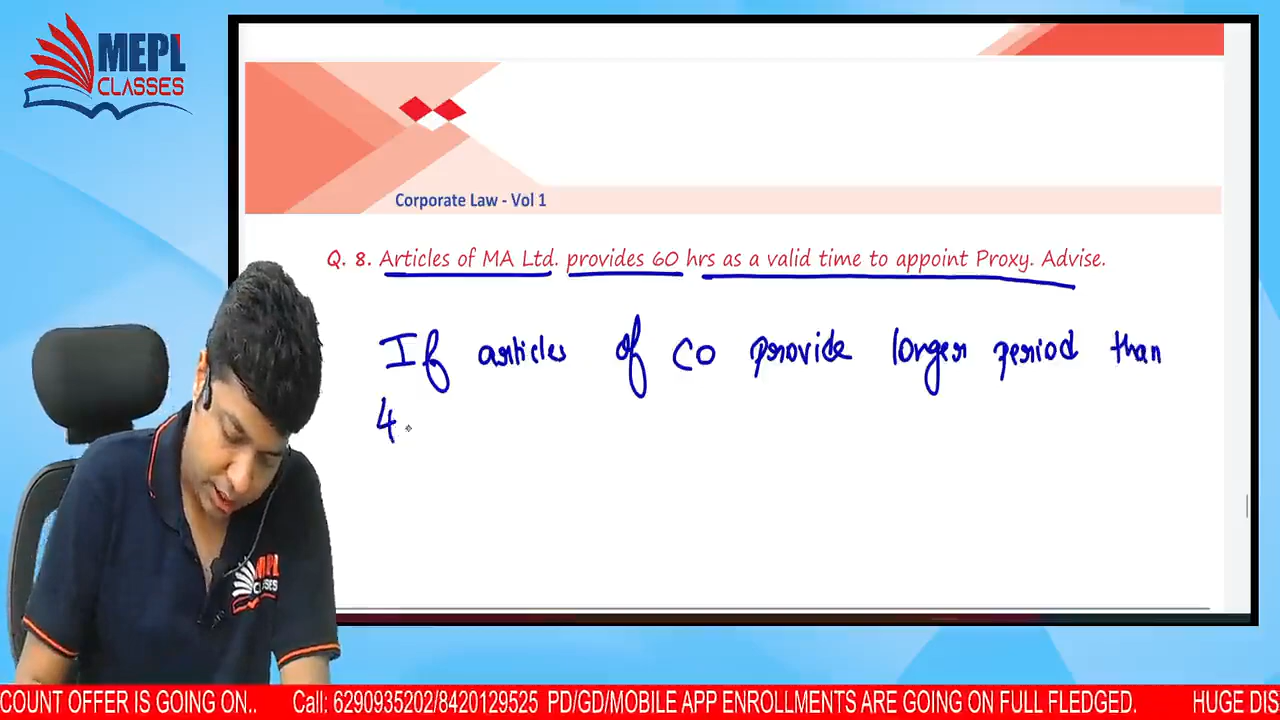 MEPL
CLASSES
Corporate Law - Vol 1
Q. 8. Articles of MA Ltd. provides 60 hrs as a valid time to appoint Proxy. Advise.
If articles of CO provide longer period than
4
MEPL
CLASSES
COUNT OFFER IS GOING ON.. Call: 6290935202/8420129525 PD/GD/MOBILE APP ENROLLMENTS ARE GOING ON FULL FLEDGED. HUGE DIS